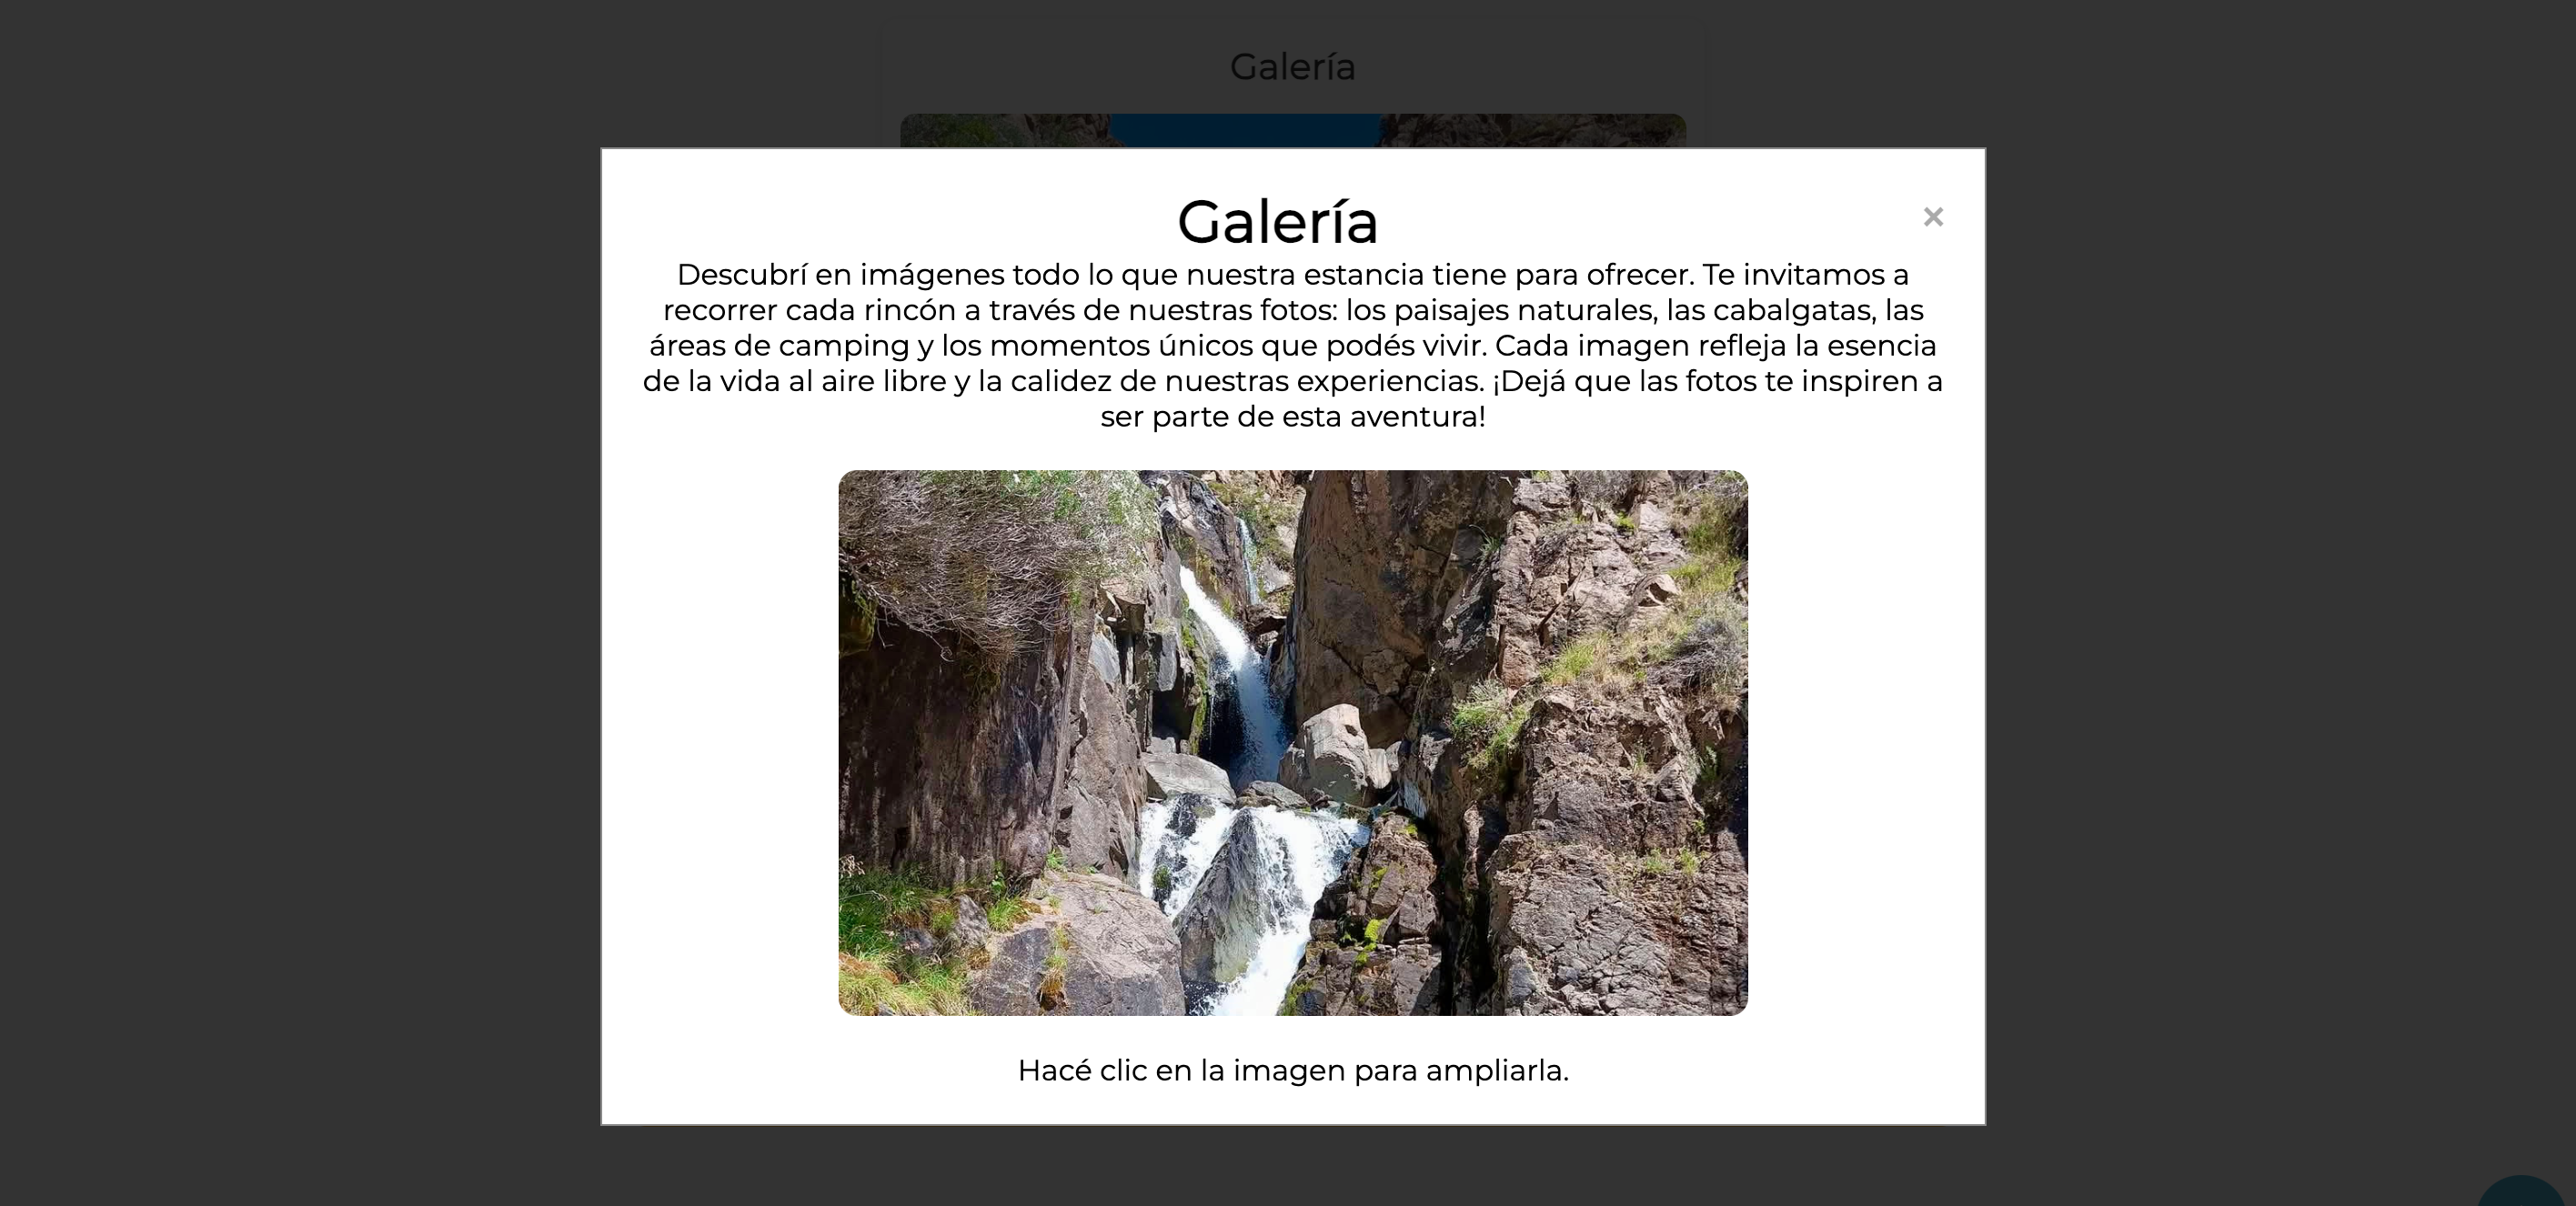 Galería
Galería
×
Descubrí en imágenes todo lo que nuestra estancia tiene para ofrecer. Te invitamos a
recorrer cada rincón a través de nuestras fotos: los paisajes naturales, las cabalgatas, las
áreas de camping y los momentos únicos que podés vivir. Cada imagen refleja la esencia
de la vida al aire libre y la calidez de nuestras experiencias. ¡Dejá que las fotos te inspiren a
ser parte de esta aventura!
Hacé clic en la imagen para ampliarla.